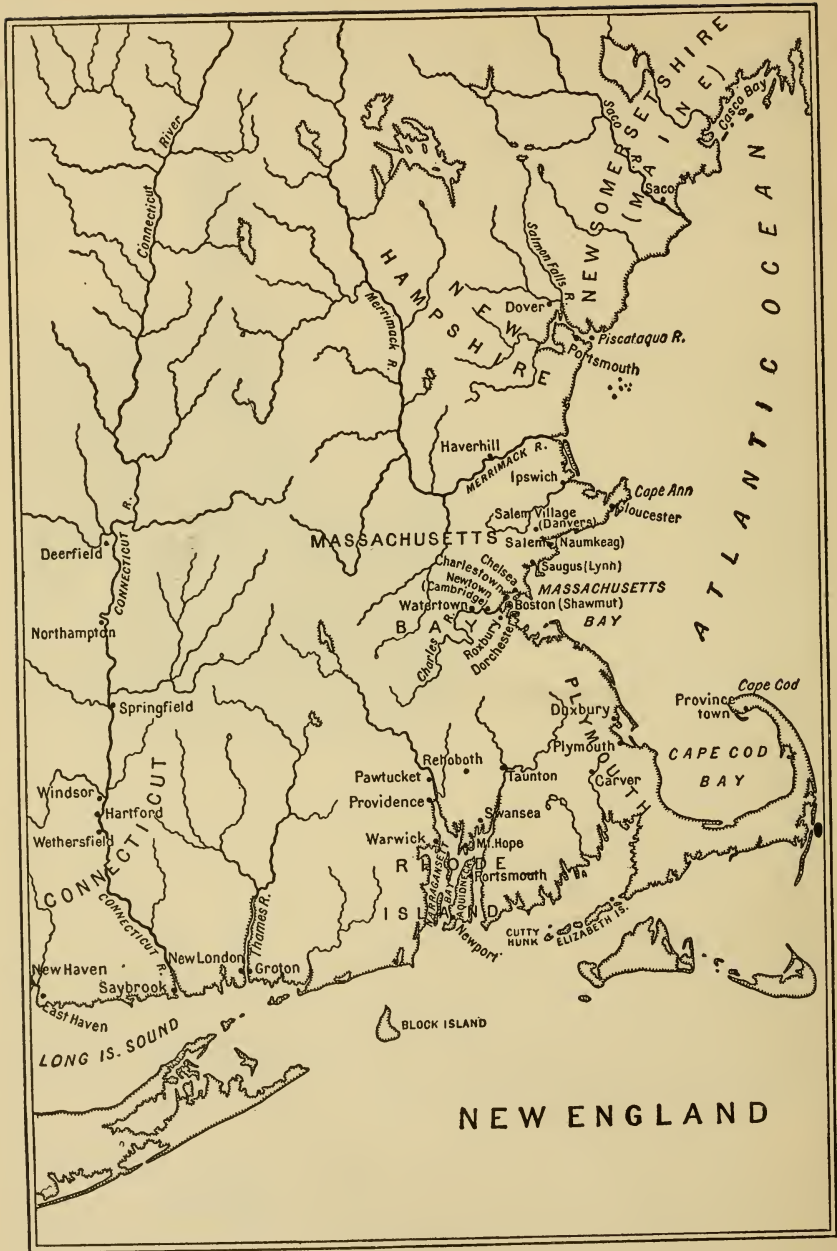 NEW SOMERSETSHIRE
(MAINE)
Casco Bay
Saco R.
Saco
Connecticut River
Salmon Falls R.
NEW HAMPSHIRE
Merrimack R.
Dover
Piscataqua R.
Portsmouth
ATLANTIC OCEAN
Haverhill
MERRIMACK R.
Ipswich
Cape Ann
Gloucester
Salem Village
(Danvers)
MASSACHUSETTS
Salem (Naumkeag)
Deerfield
CONNECTICUT R.
Saugus (Lynn)
Chelsea
Charlestown
Newtown
(Cambridge)
MASSACHUSETTS
BAY
Watertown
Boston (Shawmut)
BAY
Northampton
Charles R.
Roxbury
Dorchester
Springfield
PLYMOUTH
Duxbury
Cape Cod
Province
town
Plymouth
CAPE COD
BAY
Rehoboth
Pawtucket
Taunton
Carver
Windsor
Hartford
Providence
Swansea
Wethersfield
Warwick
Mt. Hope
CONNECTICUT
RHODE
ISLAND
NARRAGANSETT
BAY
AQUIDNECK
Portsmouth
CONNECTICUT R.
Thames R.
Newport
CUTTY
HUNK
ELIZABETH IS.
New London
Groton
New Haven
Saybrook
East Haven
LONG IS. SOUND
BLOCK ISLAND
NEW ENGLAND